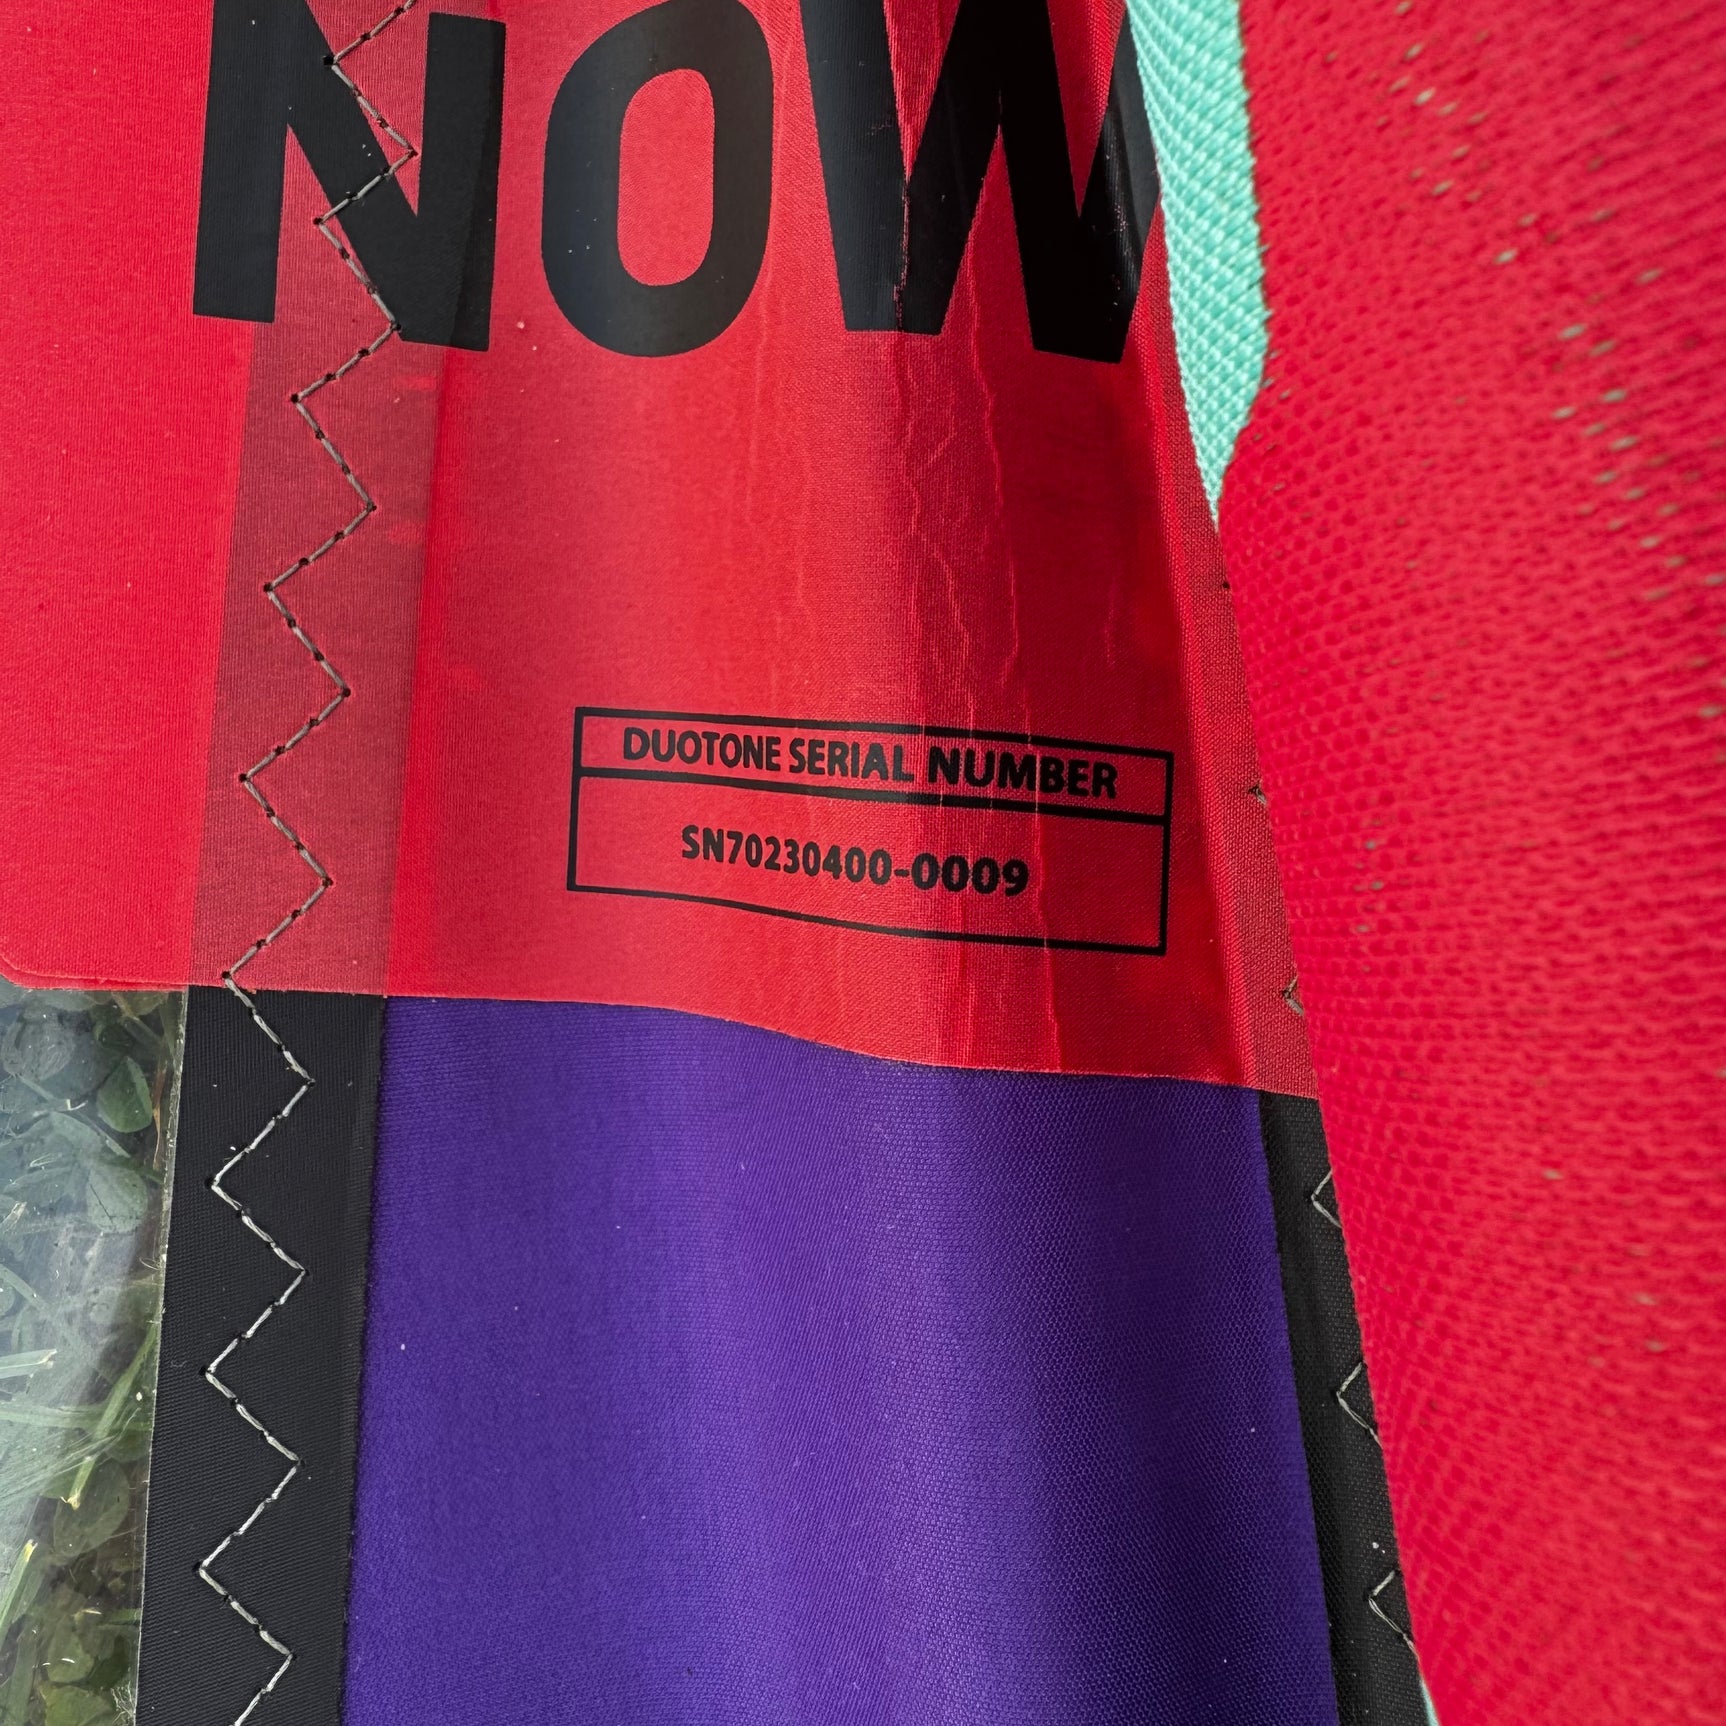 NOW
DUOTONE SERIAL NUMBER
SN70230400-0009